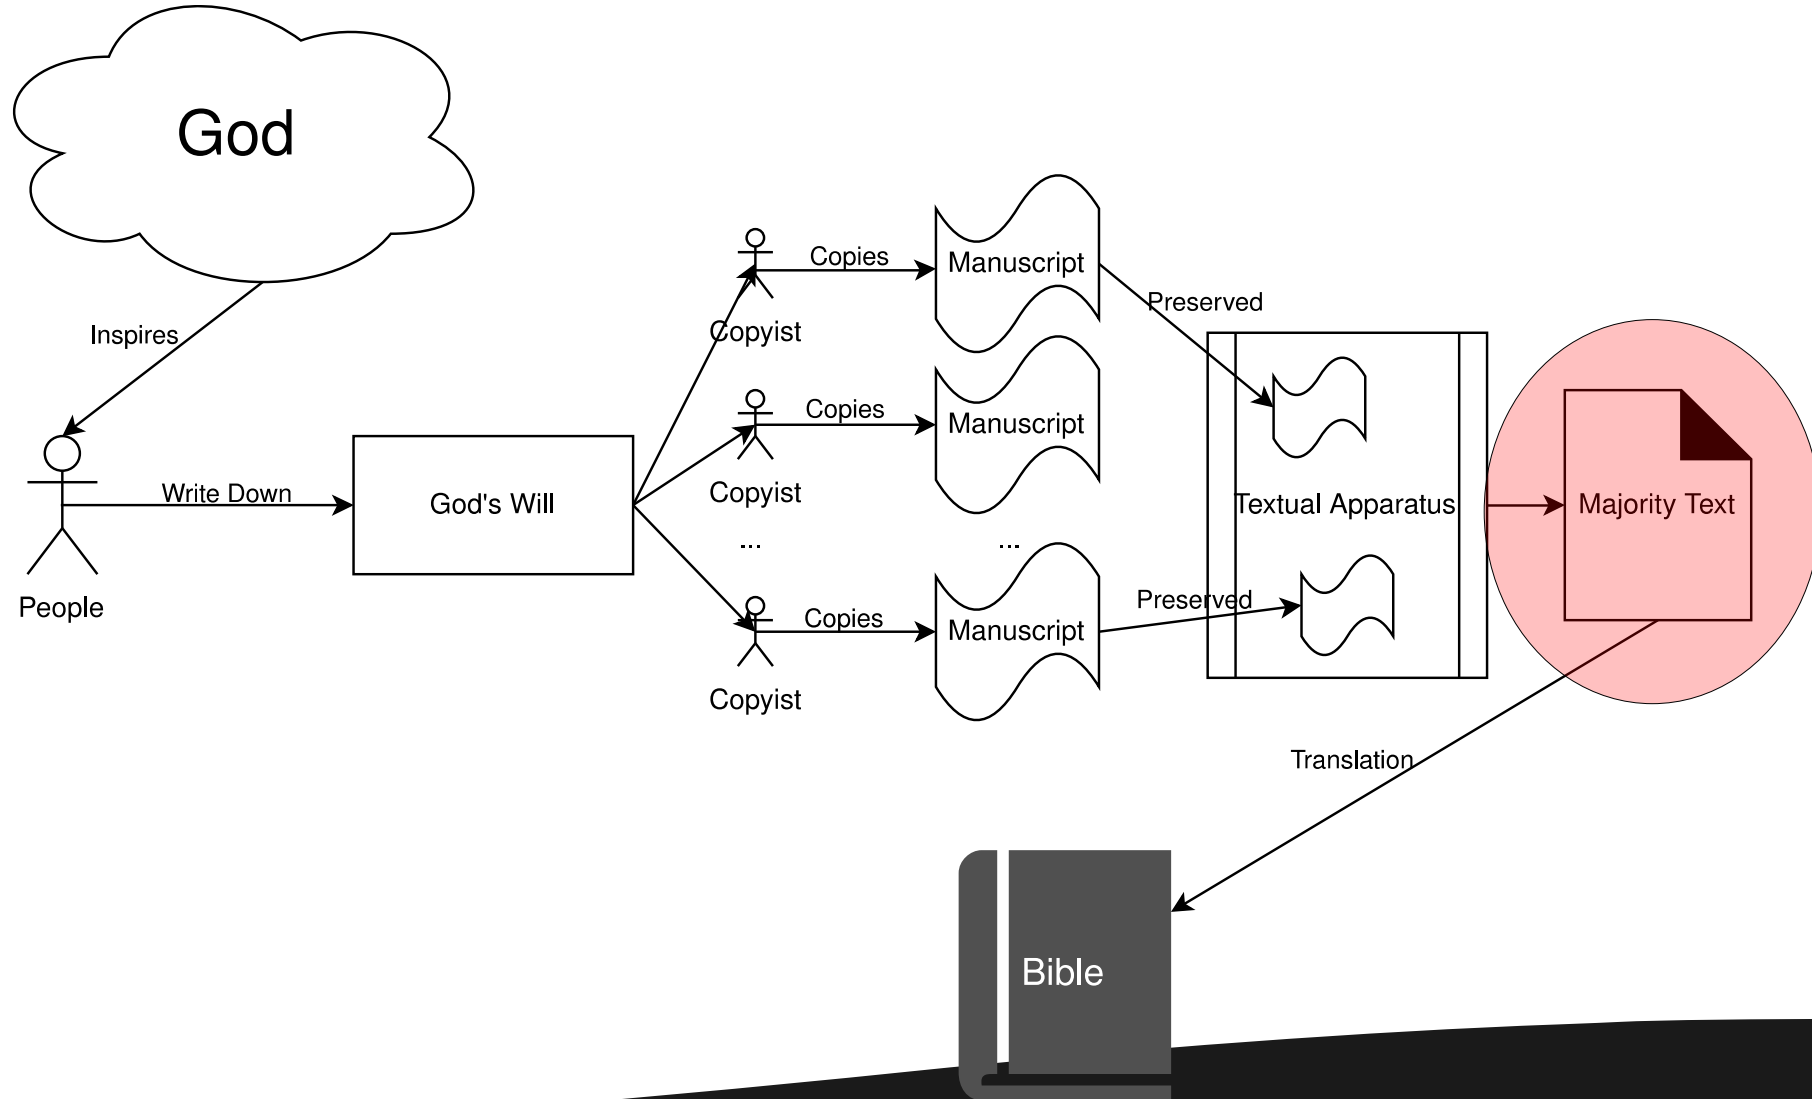 God
Inspires
People
Write Down
God's Will
Copyist
Copies
Manuscript
Copyist
Copies
Manuscript
...
...
Copyist
Copies
Manuscript
Preserved
Preserved
Textual Apparatus
Majority Text
Translation
Bible